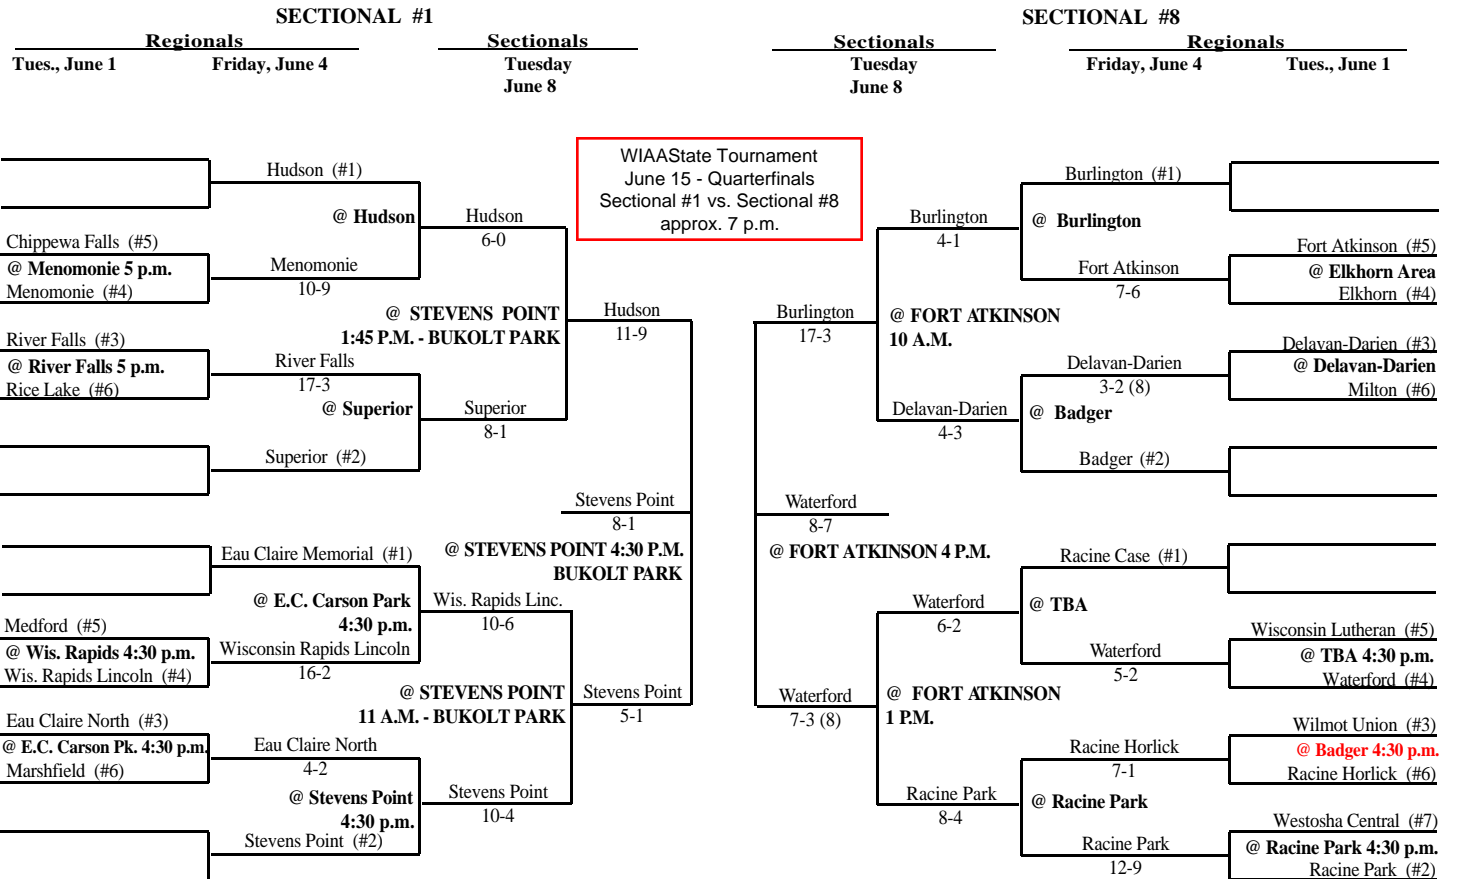 SECTIONAL #1
Regionals
Sectionals
Tues., June 1
Friday, June 4
Tuesday
June 8
Hudson (#1)
@ Hudson
Hudson
6-0
Chippewa Falls (#5)
@ Menomonie 5 p.m.
Menomonie (#4)
Menomonie
10-9
@ STEVENS POINT
1:45 P.M. - BUKOLT PARK
Hudson
11-9
River Falls (#3)
@ River Falls 5 p.m.
Rice Lake (#6)
River Falls
17-3
@ Superior
Superior
8-1
Superior (#2)
Stevens Point
8-1
@ STEVENS POINT 4:30 P.M.
BUKOLT PARK
Eau Claire Memorial (#1)
@ E.C. Carson Park
4:30 p.m.
Wis. Rapids Linc.
10-6
Medford (#5)
@ Wis. Rapids 4:30 p.m.
Wis. Rapids Lincoln (#4)
Wisconsin Rapids Lincoln
16-2
@ STEVENS POINT
11 A.M. - BUKOLT PARK
Stevens Point
5-1
Eau Claire North (#3)
@ E.C. Carson Pk. 4:30 p.m.
Marshfield (#6)
Eau Claire North
4-2
@ Stevens Point
4:30 p.m.
Stevens Point
10-4
Stevens Point (#2)
WIAAState Tournament
June 15 - Quarterfinals
Sectional #1 vs. Sectional #8
approx. 7 p.m.
SECTIONAL #8
Sectionals
Regionals
Tuesday
June 8
Friday, June 4
Tues., June 1
Burlington (#1)
Burlington
4-1
@ Burlington
Fort Atkinson (#5)
@ Elkhorn Area
Elkhorn (#4)
Fort Atkinson
7-6
Burlington
17-3
@ FORT ATKINSON
10 A.M.
Delavan-Darien (#3)
@ Delavan-Darien
Milton (#6)
Delavan-Darien
3-2 (8)
Delavan-Darien
4-3
@ Badger
Badger (#2)
Waterford
8-7
@ FORT ATKINSON 4 P.M.
Racine Case (#1)
Waterford
6-2
@ TBA
Wisconsin Lutheran (#5)
@ TBA 4:30 p.m.
Waterford (#4)
Waterford
5-2
Waterford
7-3 (8)
@ FORT ATKINSON
1 P.M.
Wilmot Union (#3)
@ Badger 4:30 p.m.
Racine Horlick (#6)
Racine Horlick
7-1
Racine Park
8-4
@ Racine Park
Westosha Central (#7)
@ Racine Park 4:30 p.m.
Racine Park (#2)
Racine Park
12-9